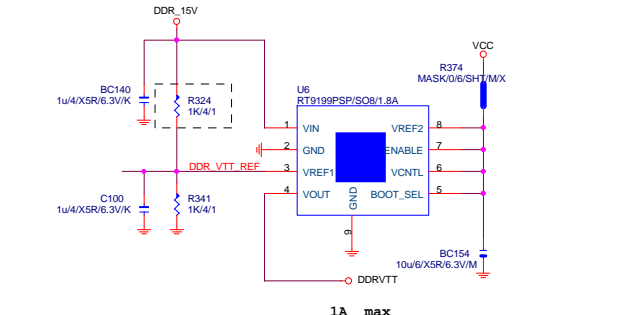 DDR_15V
VCC
R374
MASK/0/6/SHT/M/X
BC140
1u/4/X5R/6.3V/K
R324
1K/4/1
U6
RT9199PSP/SO8/1.8A
1 VIN VREF2 8
2 GND ENABLE 7
DDR_VTT_REF 3 VREF1 VCNTL 6
4 VOUT BOOT_SEL 5
GND
9
C100
1u/4/X5R/6.3V/K
R341
1K/4/1
BC154
10u/6/X5R/6.3V/M
DDRVTT
1A max